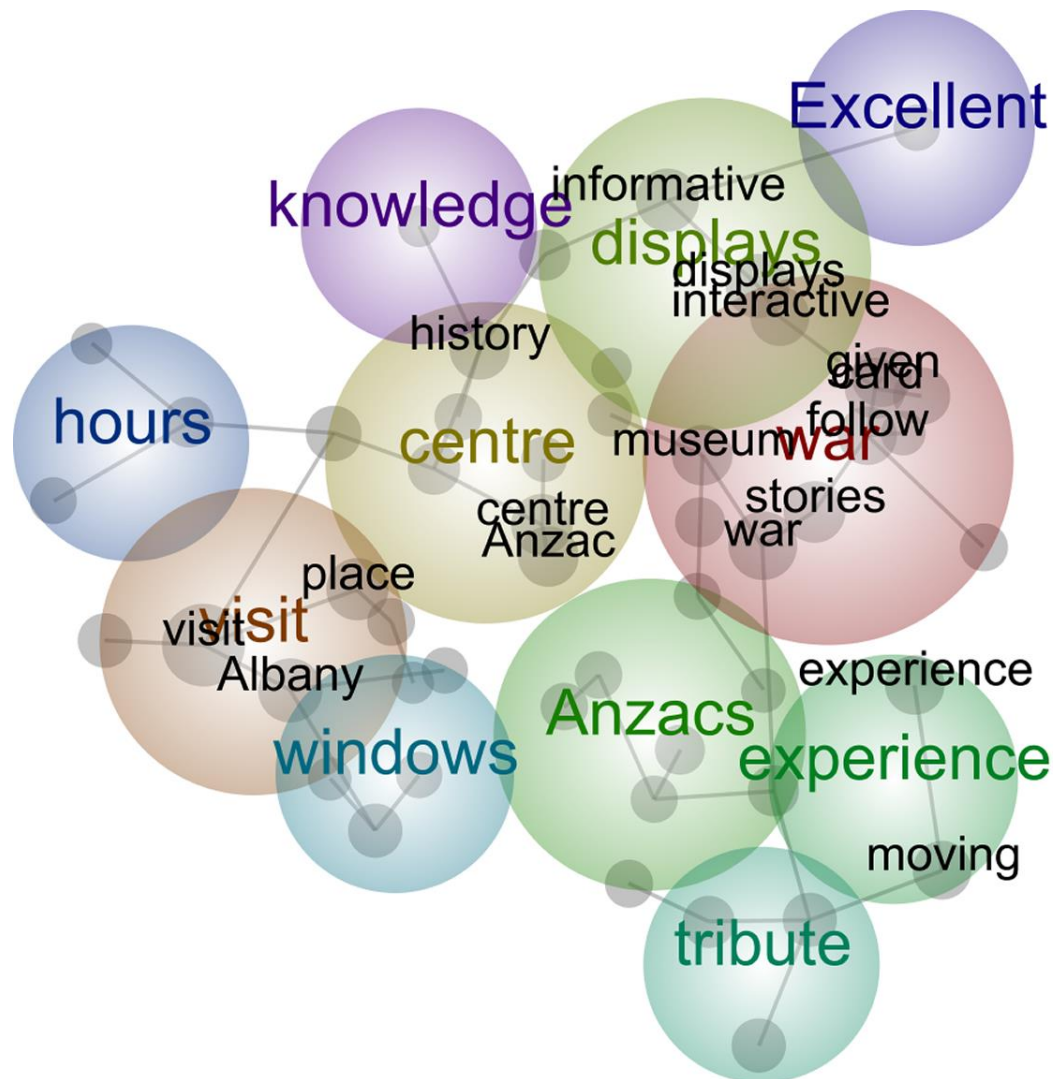 Excellent
knowledge
informative
displays
displays
interactive
history
given
card
hours
centre
museum
war
follow
stories
centre
war
Anzac
place
visit
visit
Albany
experience
Anzacs
windows
experience
moving
tribute